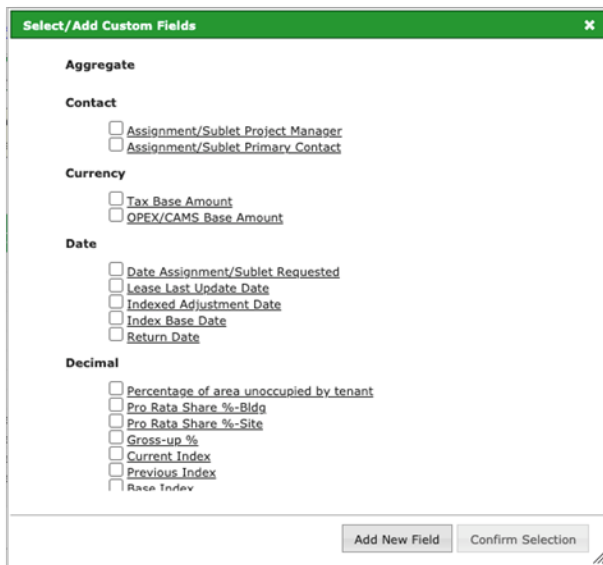 Select/Add Custom Fields
Aggregate
Contact
Assignment/Sublet Project Manager
Assignment/Sublet Primary Contact
Currency
Tax Base Amount
OPEX/CAMS Base Amount
Date
Date Assignment/Sublet Requested
Lease Last Update Date
Indexed Adjustment Date
Index Base Date
Return Date
Decimal
Percentage of area unoccupied by tenant
Pro Rata Share %-Bldg
Pro Rata Share %-Site
Gross-up %
Current Index
Previous Index
Base Index
Add New Field Confirm Selection